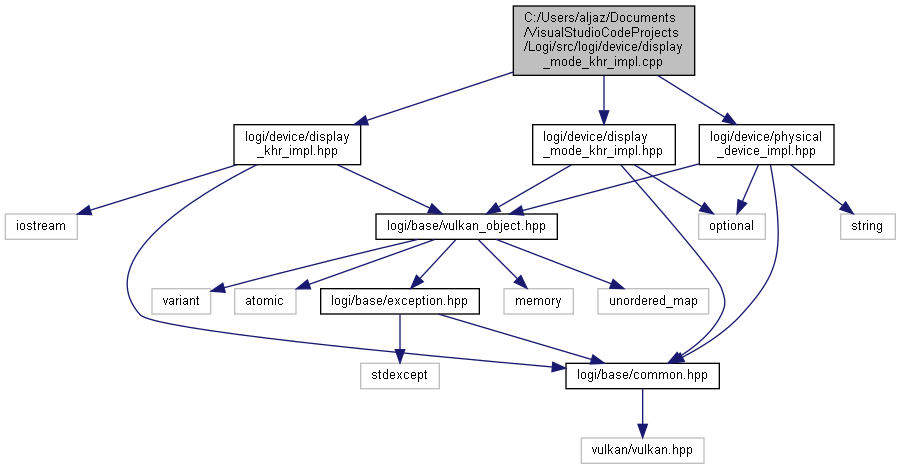 C:/Users/aljaz/Documents
/VisualStudioCodeProjects
/Logi/src/logi/device/display
_mode_khr_impl.cpp
logi/device/display
_khr_impl.hpp
logi/device/display
_mode_khr_impl.hpp
logi/device/physical
_device_impl.hpp
iostream
logi/base/vulkan_object.hpp
optional
string
variant
atomic
logi/base/exception.hpp
memory
unordered_map
stdexcept
logi/base/common.hpp
vulkan/vulkan.hpp